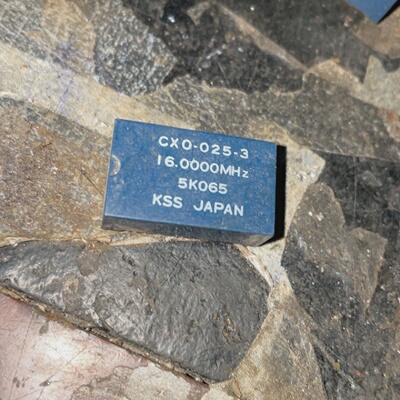 CXO-025-3
16.0000MHz
5K065
KSS JAPAN